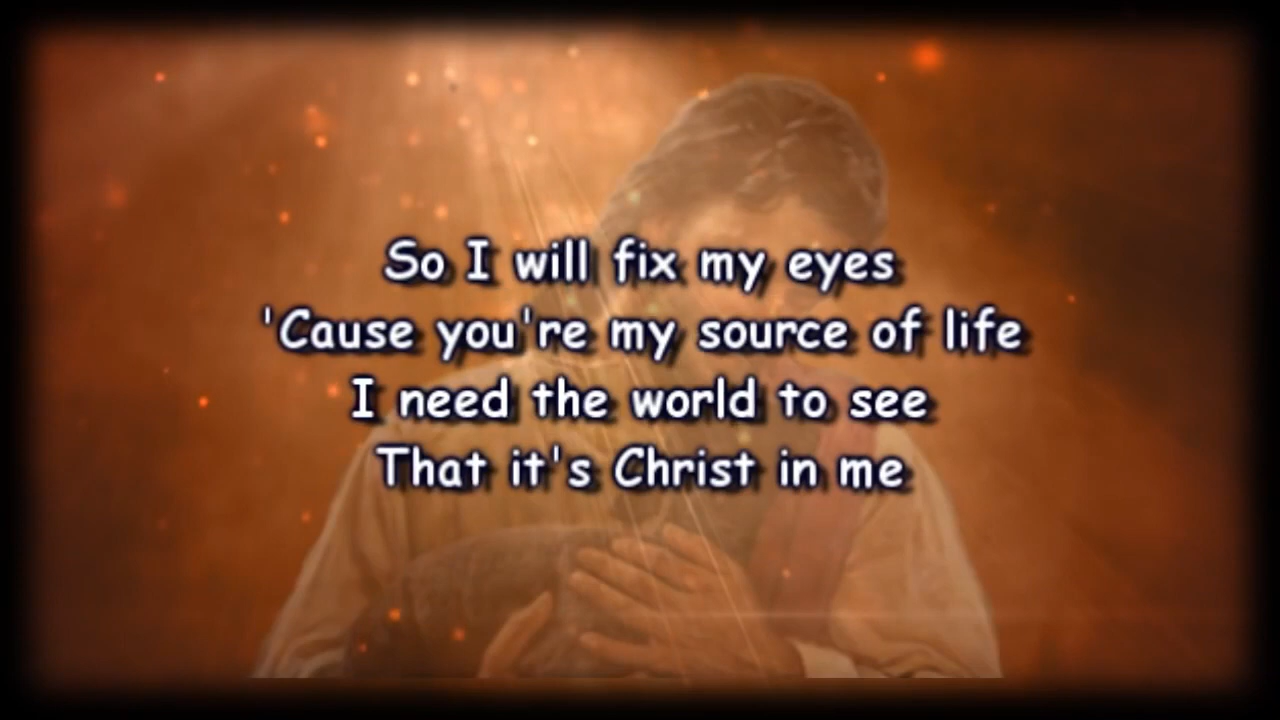 So I will fix my eyes
'Cause you're my source of life
I need the world to see
That it's Christ in me